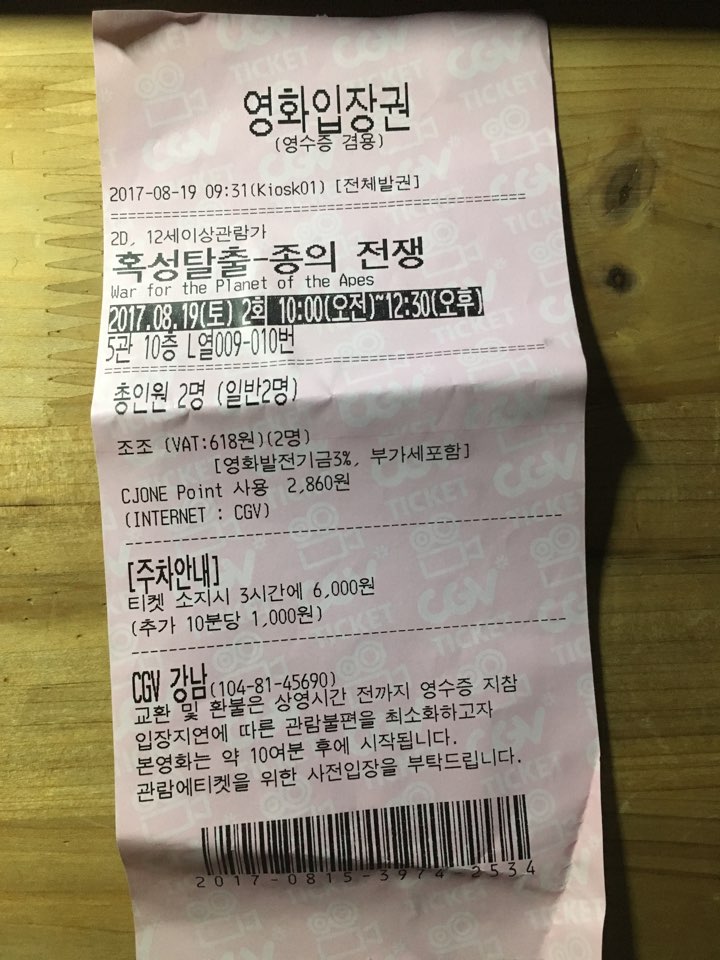 영화입장권
(영수증 겸용)
2017-08-19 09:31(Kiosk01) [전체발권]
2D, 12세이상관람가
혹성탈출-종의 전쟁
War for the Planet of the Apes
2017.08.19(토) 2회 10:00(오전)~12:30(오후)
5관 10층 L열009-010번
총인원 2명 (일반2명)
조조 (VAT:618원)(2명)
[영화발전기금3%, 부가세포함]
CJONE Point 사용 2,860원
(INTERNET : CGV)
[주차안내]
티켓 소지시 3시간에 6,000원
(추가 10분당 1,000원)
CGV 강남(104-81-45690)
교환 및 환불은 상영시간 전까지 영수증 지참
입장지연에 따른 관람불편을 최소화하고자
본영화는 약 10여분 후에 시작됩니다.
관람에티켓을 위한 사전입장을 부탁드립니다.
2017-0815-3974-2534